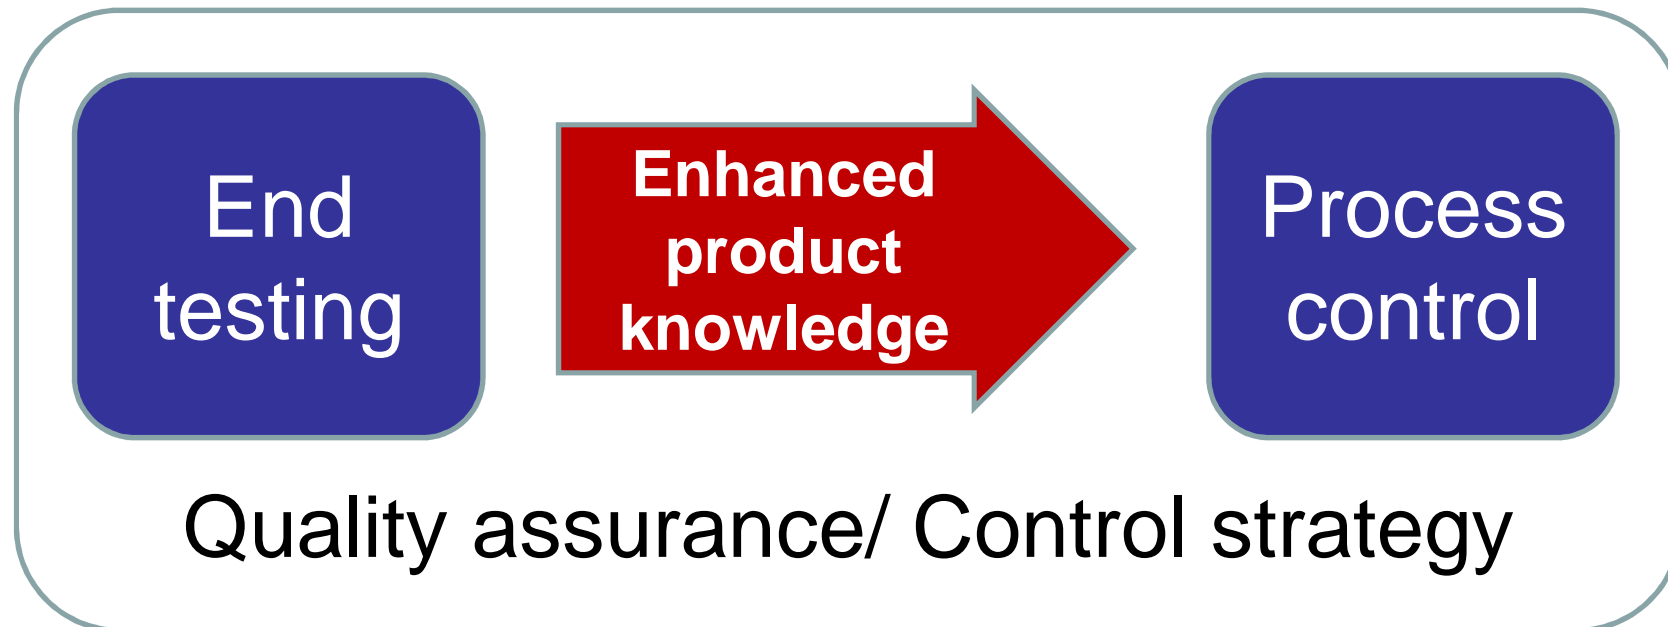 End
testing
Enhanced
product
knowledge
Process
control
Quality assurance/ Control strategy